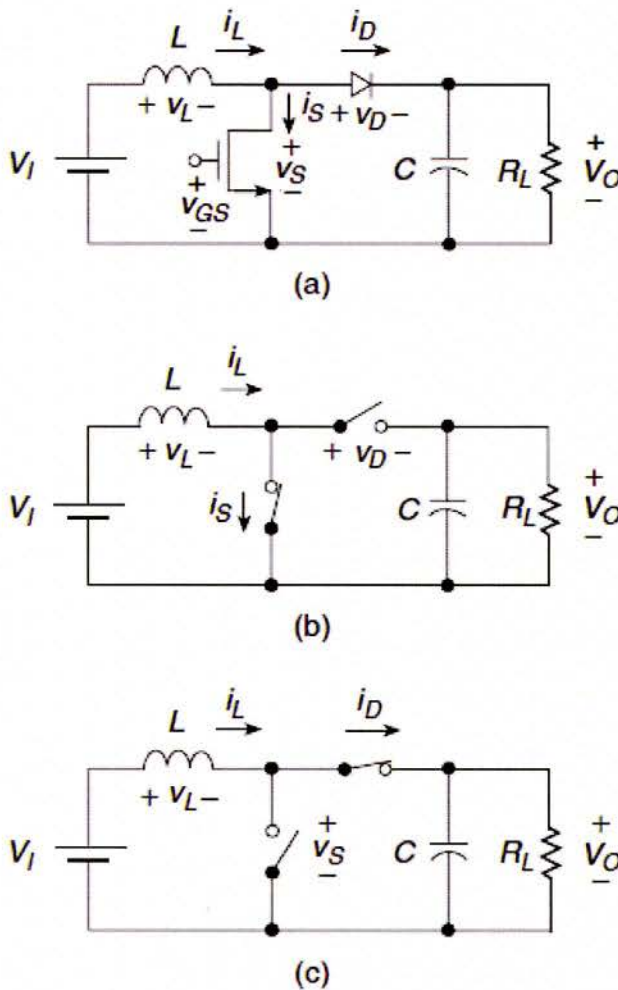 i_L i_D
L
+ v_L − i_S + v_D −
V_I + v_S − C R_L + V_O −
+ v_GS −
(a)
i_L
L
+ v_L − + v_D −
V_I i_S C R_L + V_O −
(b)
i_L i_D
L
+ v_L −
V_I + v_S − C R_L + V_O −
(c)